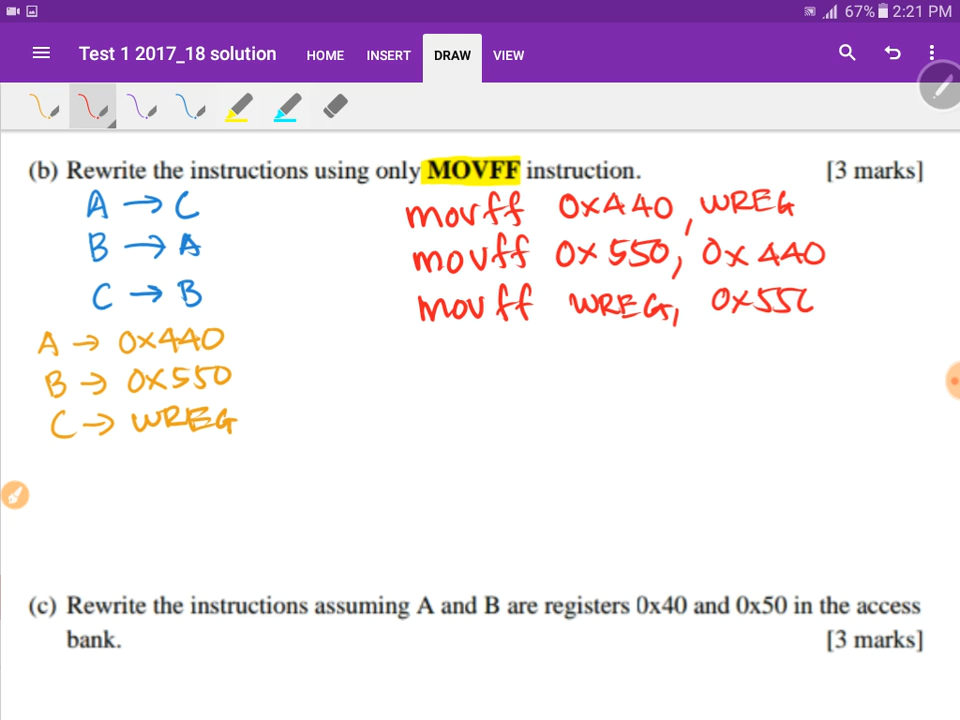 67% 2:21 PM
Test 1 2017_18 solution HOME INSERT DRAW VIEW
(b) Rewrite the instructions using only MOVFF instruction. [3 marks]
A → C movff 0x440, WREG
B → A movff 0x550, 0x440
C → B movff WREG, 0x550
A → 0x440
B → 0x550
C → WREG
(c) Rewrite the instructions assuming A and B are registers 0x40 and 0x50 in the access
bank. [3 marks]